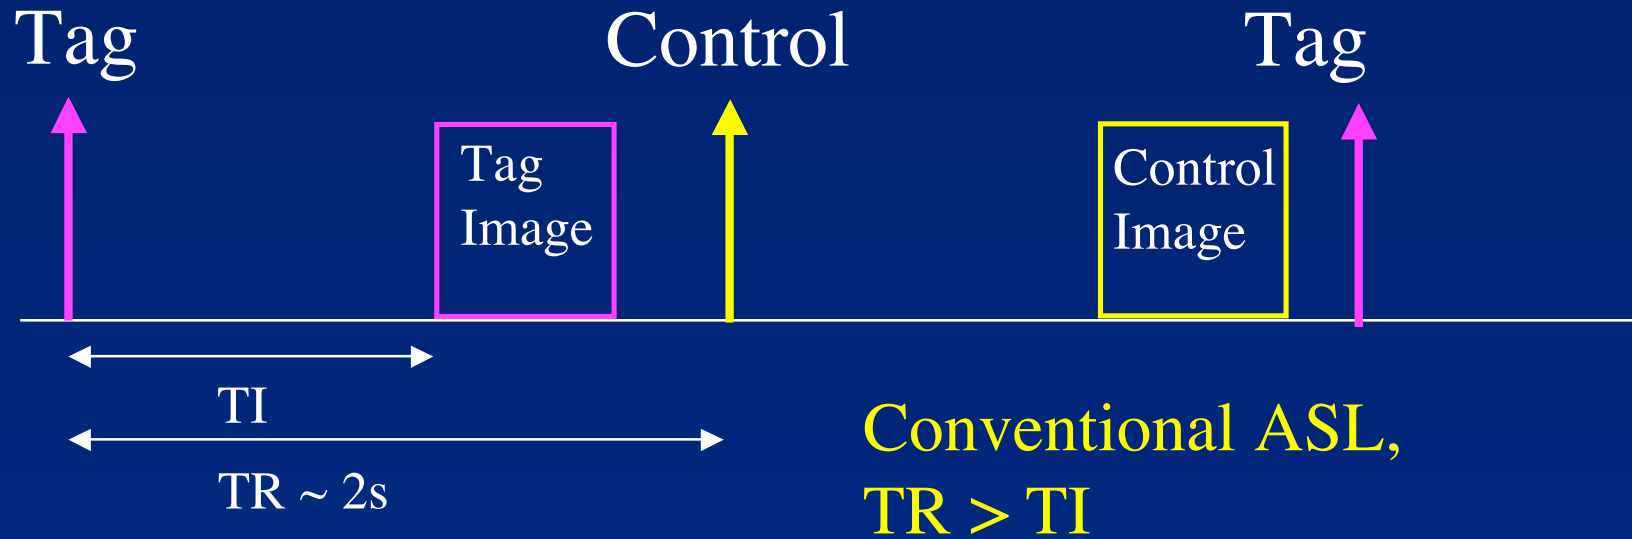 Tag
Control
Tag
Tag
Image
Control
Image
TI
TR ~ 2s
Conventional ASL,
TR > TI